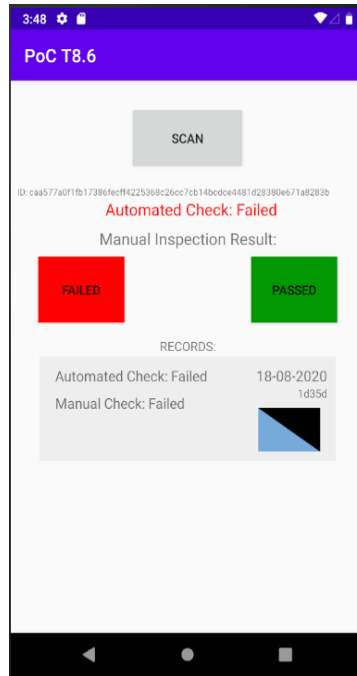 3:48
PoC T8.6
SCAN
ID: caa577a0f1fb17386fecff4225368c26cc7cb14bcdce4481d28380e671a8283b
Automated Check: Failed
Manual Inspection Result:
FAILED PASSED
RECORDS:
Automated Check: Failed 18-08-2020
1d35d
Manual Check: Failed